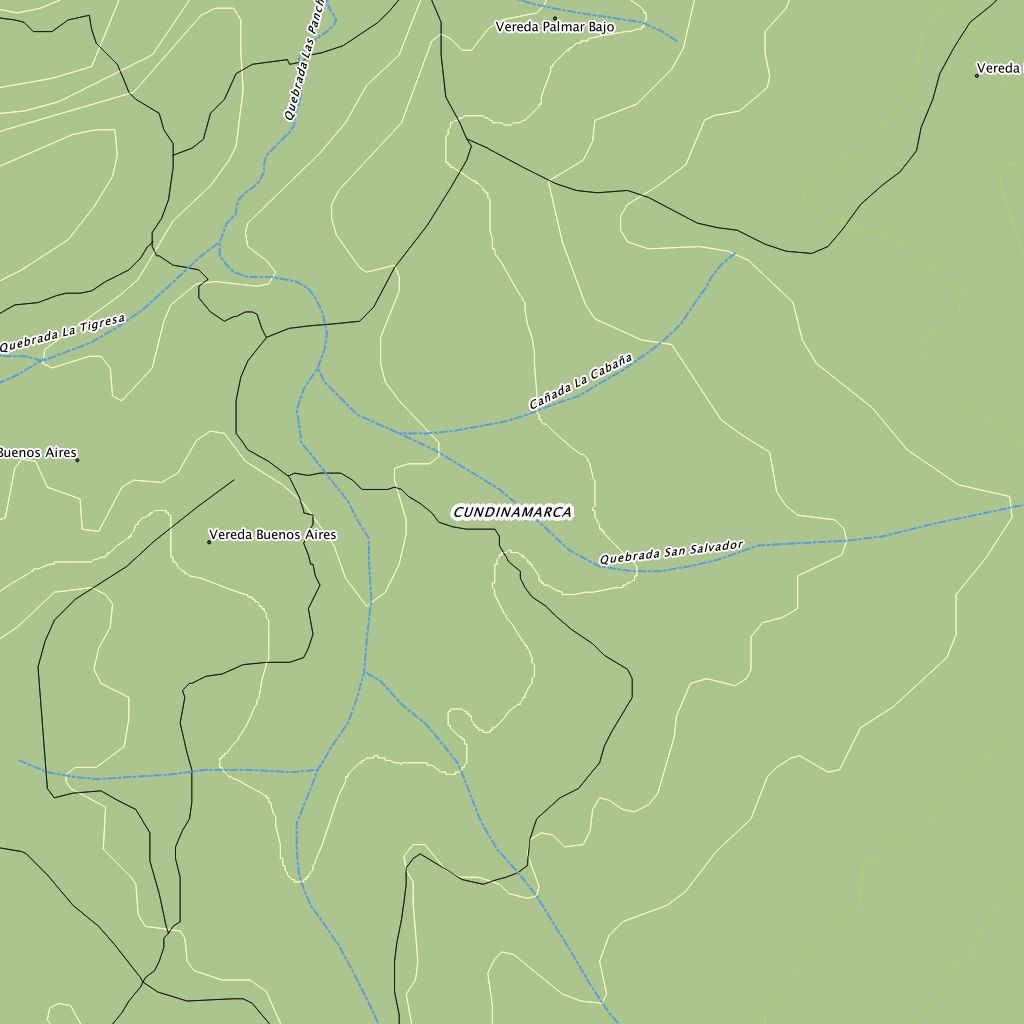 Vereda Palmar Bajo
Quebrada Las Panch
Vereda
Quebrada La Tigresa
Cañada La Cabaña
Buenos Aires
CUNDINAMARCA
Vereda Buenos Aires
Quebrada San Salvador